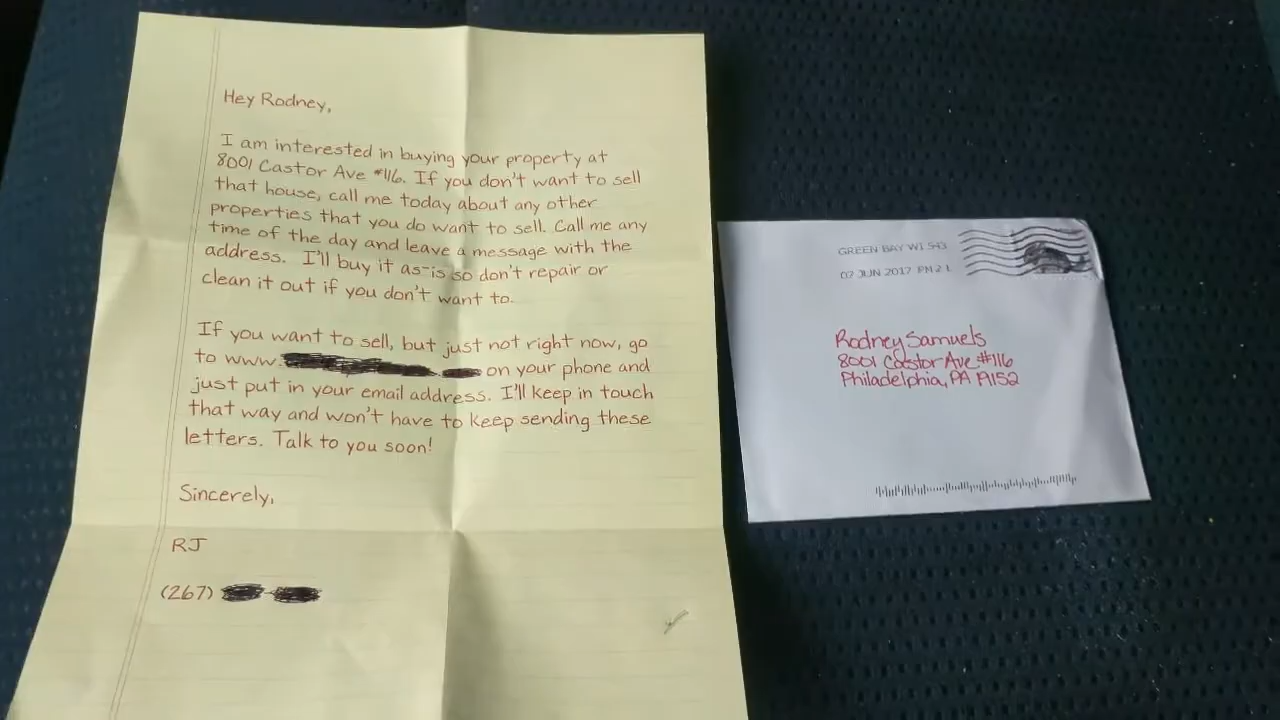 Hey Rodney,
I am interested in buying your property at
8001 Castor Ave #116. If you don't want to sell
that house, call me today about any other
properties that you do want to sell. Call me any
time of the day and leave a message with the
address. I'll buy it as-is so don't repair or
clean it out if you don't want to.
If you want to sell, but just not right now, go
to www. on your phone and
just put in your email address. I'll keep in touch
that way and won't have to keep sending these
letters. Talk to you soon!
Sincerely,
RJ
(267)
GREEN BAY WI 543
07 JUN 2017 PM 2 L
Rodney Samuels
8001 Castor Ave #116
Philadelphia, PA 19152